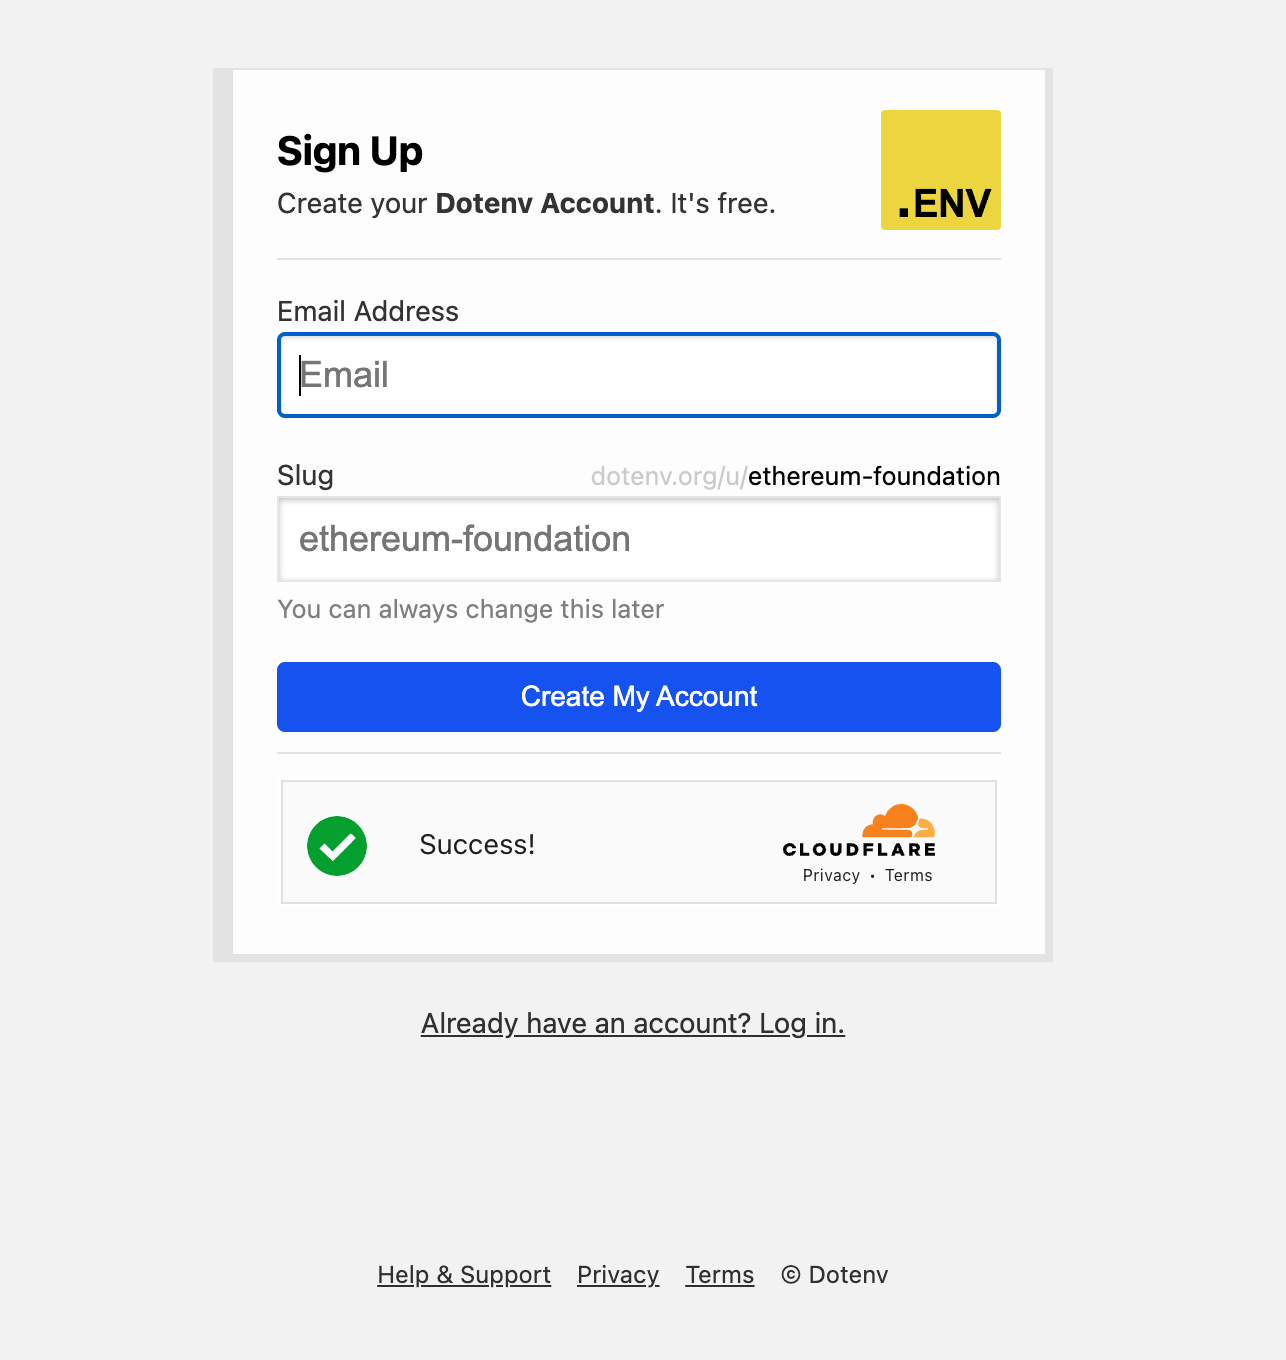 Sign Up
Create your Dotenv Account. It's free.
.ENV
Email Address
Email
Slug dotenv.org/u/ethereum-foundation
ethereum-foundation
You can always change this later
Create My Account
Success!
CLOUDFLARE
Privacy • Terms
Already have an account? Log in.
Help & Support Privacy Terms © Dotenv